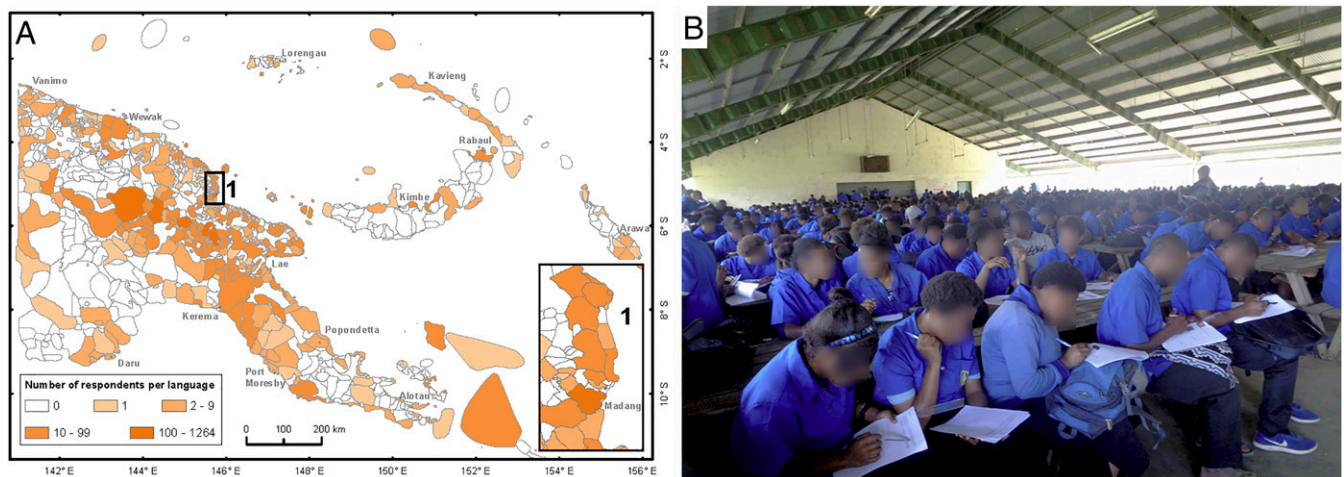 A
Lorengau
Vanimo
Kavieng
Wewak
Rabaul
1
Kimbe
Arawa
Lae
1
Kerema
Popondetta
Daru
Port
Moresby
Alotau
Madang
Number of respondents per language
0 1 2 - 9
10 - 99 100 - 1264
0 100 200 km
2°S
4°S
6°S
8°S
10°S
142°E 144°E 146°E 148°E 150°E 152°E 154°E 156°E
B